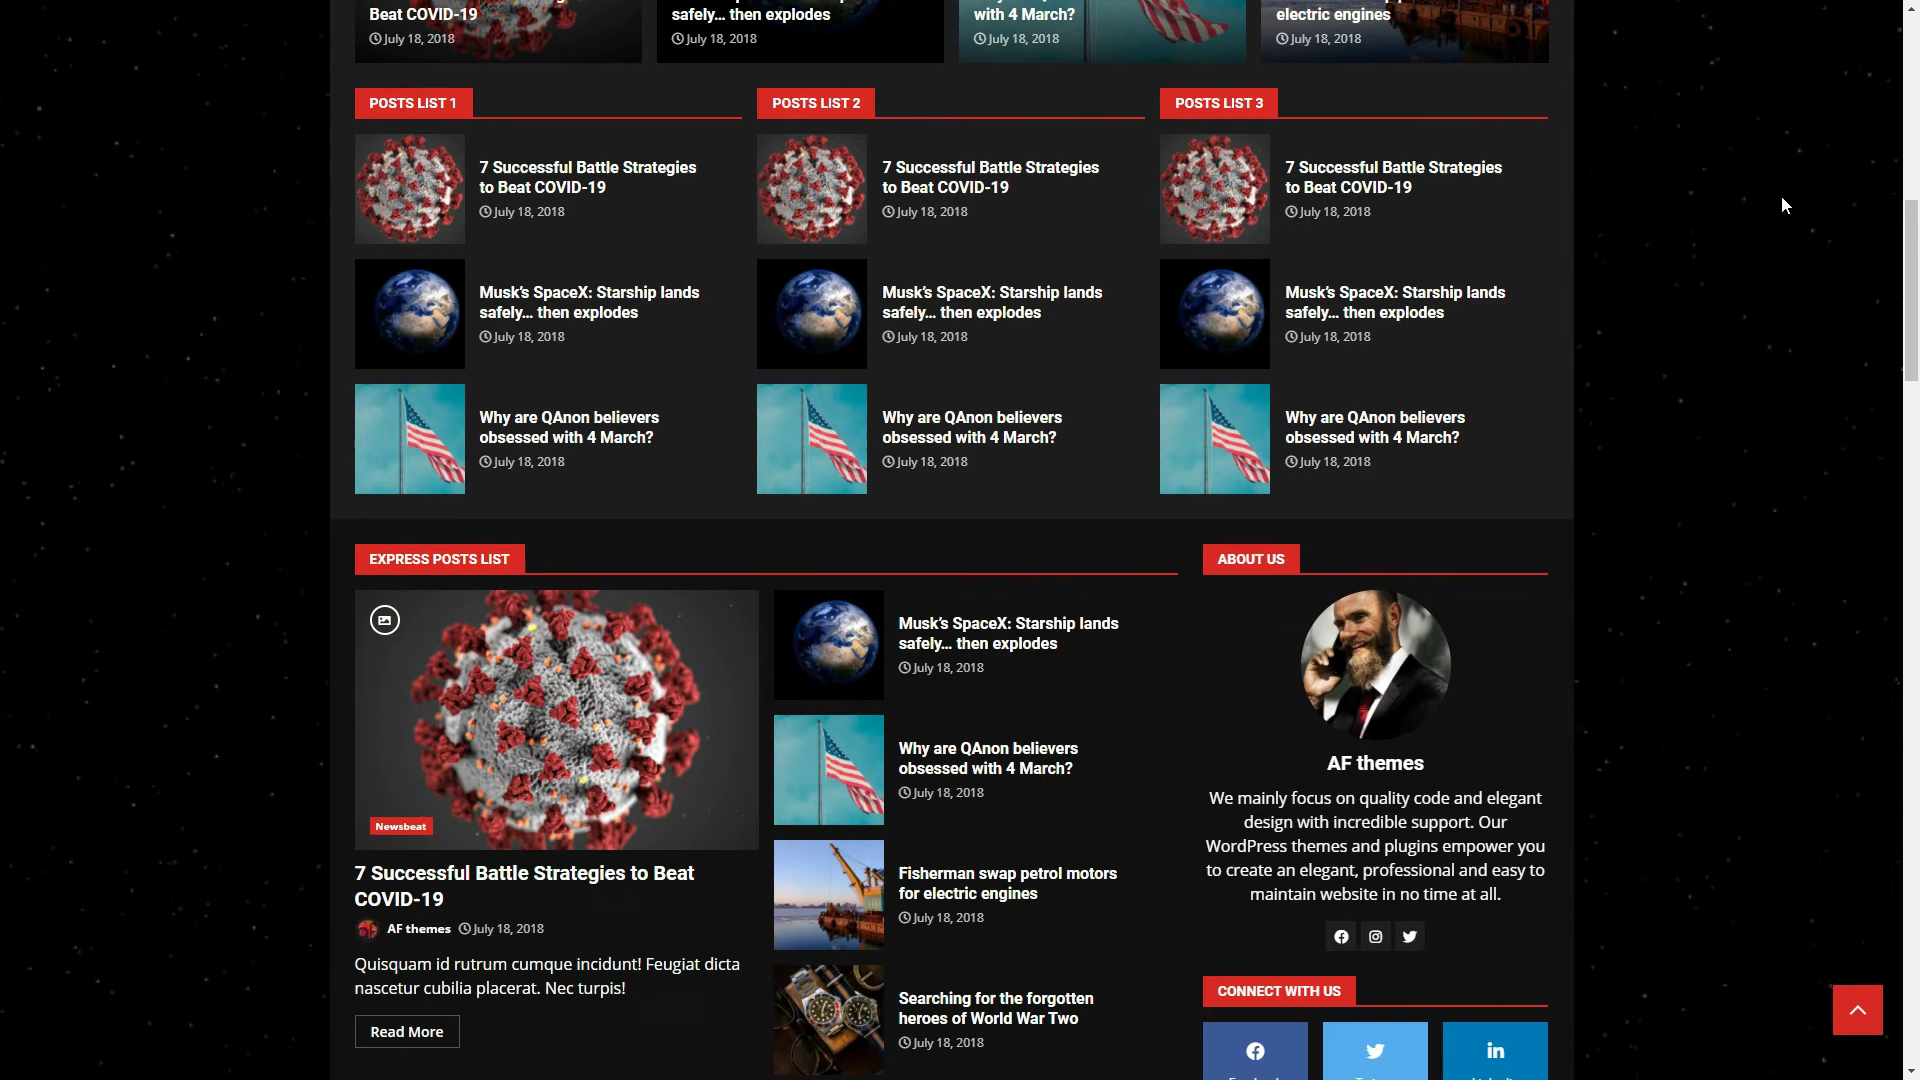 Beat COVID-19
July 18, 2018
safely... then explodes
July 18, 2018
with 4 March?
July 18, 2018
electric engines
July 18, 2018
POSTS LIST 1
7 Successful Battle Strategies
to Beat COVID-19
July 18, 2018
Musk's SpaceX: Starship lands
safely... then explodes
July 18, 2018
Why are QAnon believers
obsessed with 4 March?
July 18, 2018
POSTS LIST 2
7 Successful Battle Strategies
to Beat COVID-19
July 18, 2018
Musk's SpaceX: Starship lands
safely... then explodes
July 18, 2018
Why are QAnon believers
obsessed with 4 March?
July 18, 2018
POSTS LIST 3
7 Successful Battle Strategies
to Beat COVID-19
July 18, 2018
Musk's SpaceX: Starship lands
safely... then explodes
July 18, 2018
Why are QAnon believers
obsessed with 4 March?
July 18, 2018
EXPRESS POSTS LIST
Newsbeat
7 Successful Battle Strategies to Beat
COVID-19
AF themes July 18, 2018
Quisquam id rutrum cumque incidunt! Feugiat dicta
nascetur cubilia placerat. Nec turpis!
Read More
Musk's SpaceX: Starship lands
safely... then explodes
July 18, 2018
Why are QAnon believers
obsessed with 4 March?
July 18, 2018
Fisherman swap petrol motors
for electric engines
July 18, 2018
Searching for the forgotten
heroes of World War Two
July 18, 2018
ABOUT US
AF themes
We mainly focus on quality code and elegant
design with incredible support. Our
WordPress themes and plugins empower you
to create an elegant, professional and easy to
maintain website in no time at all.
CONNECT WITH US